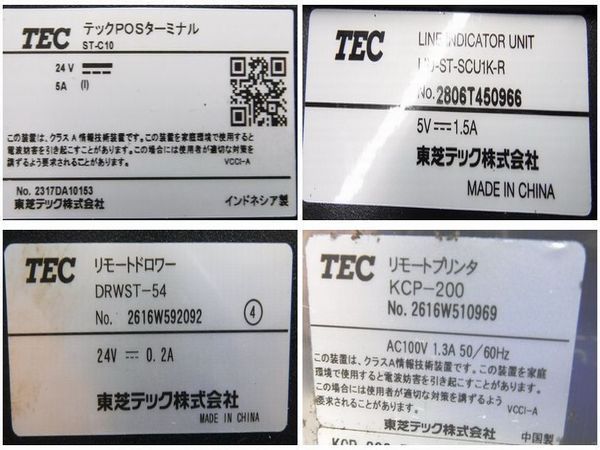 TEC テックPOSターミナル
ST-C10
24V ⎓
5A (I)
この装置は、クラスA情報技術装置です。この装置を家庭環境で使用すると
電波妨害を引き起こすことがあります。この場合には使用者が適切な対策を
講ずるよう要求されることがあります。 VCCI-A
No. 2317DA10153
東芝テック株式会社 インドネシア製
TEC LINE INDICATOR UNIT
LIU-ST-SCU1K-R
No. 2806T450966
5V ⎓ 1.5A
東芝テック株式会社
MADE IN CHINA
TEC リモートドロワー
DRWST-54
No. 2616W592092 ④
24V ⎓ 0.2A
東芝テック株式会社
MADE IN CHINA
TEC リモートプリンタ
KCP-200
No. 2616W510969
AC100V 1.3A 50/60Hz
この装置は、クラスA情報技術装置です。この装置を家庭
環境で使用すると電波妨害を引き起こすことがあります。
この場合には使用者が適切な対策を講ずるよう
要求されることがあります。 VCCI-A
東芝テック株式会社 中国製